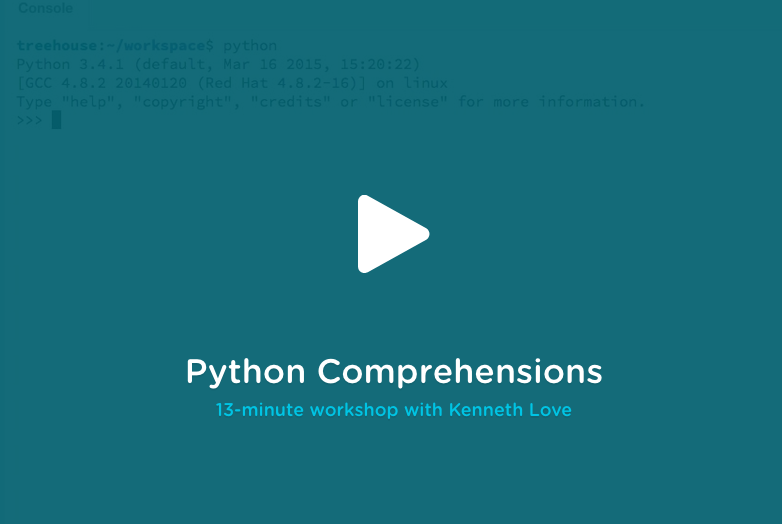 Console
treehouse:~/workspace$ python
Python 3.4.1 (default, Mar 16 2015, 15:20:22)
[GCC 4.8.2 20140120 (Red Hat 4.8.2-16)] on linux
Type "help", "copyright", "credits" or "license" for more information.
>>>
Python Comprehensions
13-minute workshop with Kenneth Love